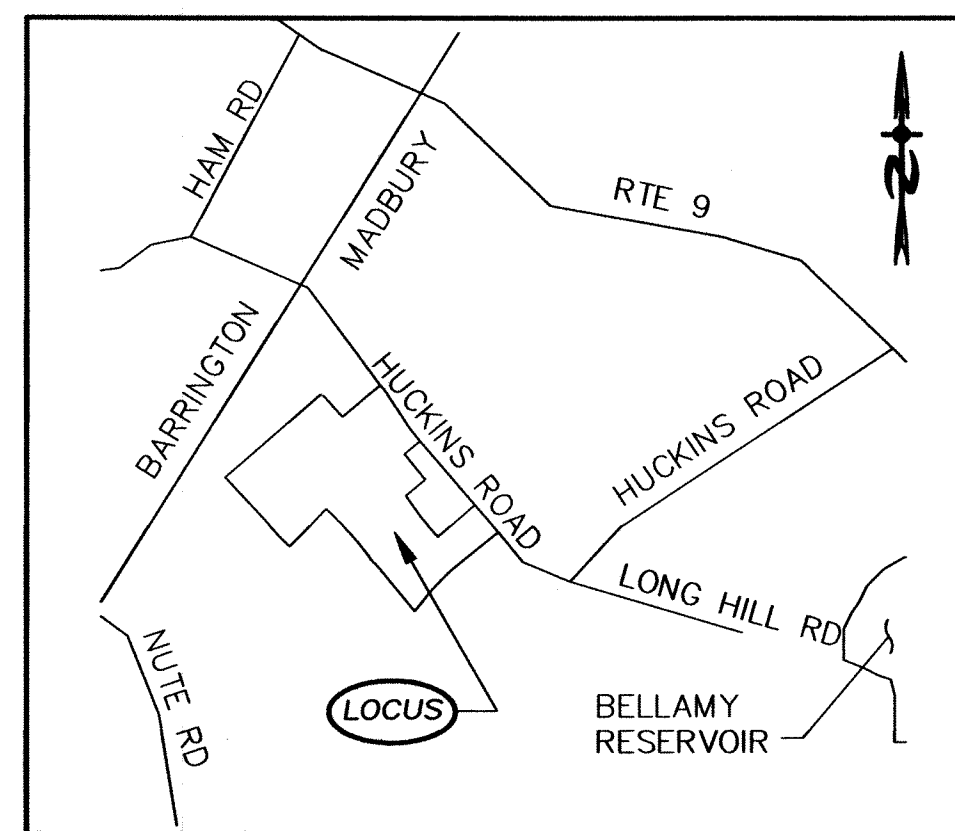 HAM RD
MADBURY
RTE 9
BARRINGTON
HUCKINS ROAD
HUCKINS ROAD
LONG HILL RD
NUTE RD
LOCUS
BELLAMY
RESERVOIR